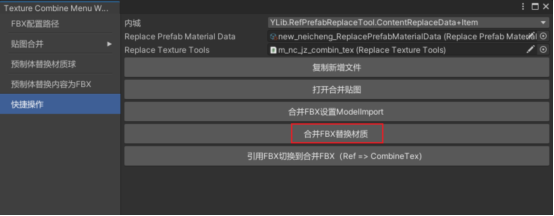 Texture Combine Menu W
FBX配置路径
贴图合并
预制体替换材质球
预制体替换内容为FBX
快捷操作
内城 YLib.RefPrefabReplaceTool.ContentReplaceData+Item
Replace Prefab Material Data new_neicheng_ReplacePrefabMaterialData (Replace Prefab Material
Replace Texture Tools m_nc_jz_combin_tex (Replace Texture Tools)
复制新增文件
打开合并贴图
合并FBX设置ModelImport
合并FBX替换材质
引用FBX切换到合并FBX（Ref => CombineTex)